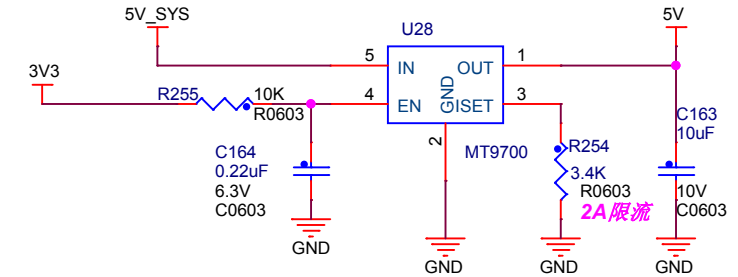 5V_SYS
U28
5V
5
IN
OUT
1
3V3
R255
10K
R0603
4
EN
GND
ISET
3
2
MT9700
C163
10uF
C164
0.22uF
6.3V
C0603
R254
3.4K
R0603
2A限流
10V
C0603
GND
GND
GND
GND